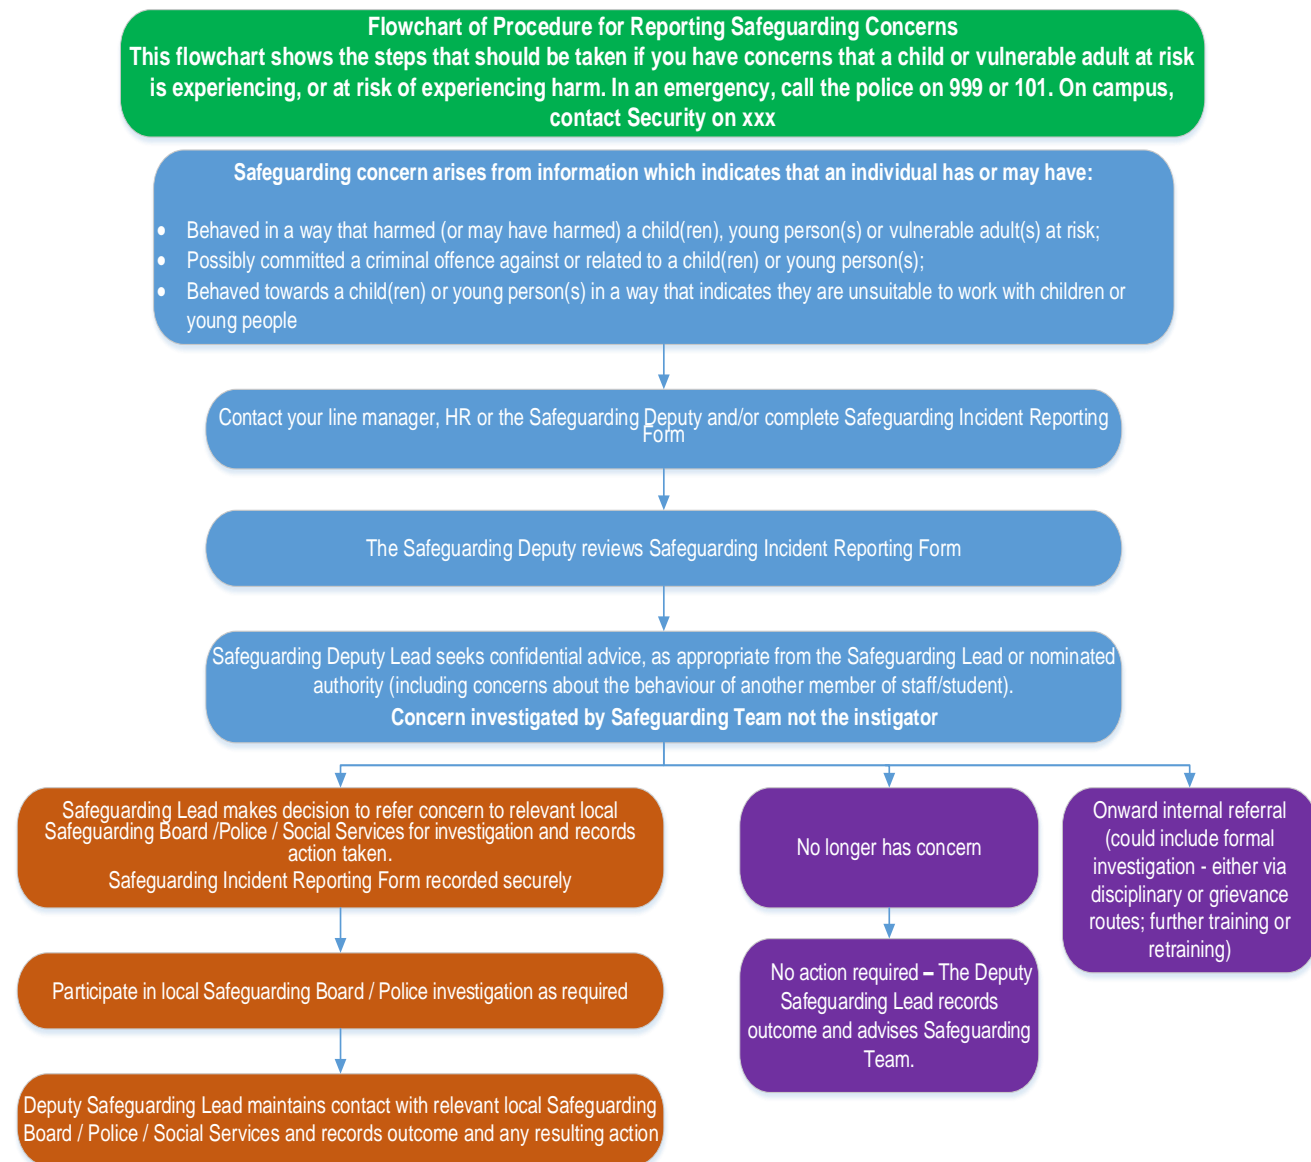 Flowchart of Procedure for Reporting Safeguarding Concerns
This flowchart shows the steps that should be taken if you have concerns that a child or vulnerable adult at risk
is experiencing, or at risk of experiencing harm. In an emergency, call the police on 999 or 101. On campus,
contact Security on xxx
Safeguarding concern arises from information which indicates that an individual has or may have:
• Behaved in a way that harmed (or may have harmed) a child(ren), young person(s) or vulnerable adult(s) at risk;
• Possibly committed a criminal offence against or related to a child(ren) or young person(s);
• Behaved towards a child(ren) or young person(s) in a way that indicates they are unsuitable to work with children or
young people
Contact your line manager, HR or the Safeguarding Deputy and/or complete Safeguarding Incident Reporting
Form
The Safeguarding Deputy reviews Safeguarding Incident Reporting Form
Safeguarding Deputy Lead seeks confidential advice, as appropriate from the Safeguarding Lead or nominated
authority (including concerns about the behaviour of another member of staff/student).
Concern investigated by Safeguarding Team not the instigator
Safeguarding Lead makes decision to refer concern to relevant local
Safeguarding Board /Police / Social Services for investigation and records
action taken.
Safeguarding Incident Reporting Form recorded securely
Participate in local Safeguarding Board / Police investigation as required
Deputy Safeguarding Lead maintains contact with relevant local Safeguarding
Board / Police / Social Services and records outcome and any resulting action
No longer has concern
No action required – The Deputy
Safeguarding Lead records
outcome and advises Safeguarding
Team.
Onward internal referral
(could include formal
investigation - either via
disciplinary or grievance
routes; further training or
retraining)